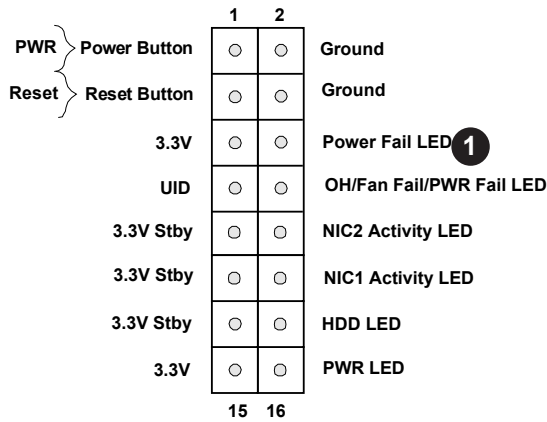 1 2
PWR Power Button Ground
Reset Reset Button Ground
3.3V Power Fail LED 1
UID OH/Fan Fail/PWR Fail LED
3.3V Stby NIC2 Activity LED
3.3V Stby NIC1 Activity LED
3.3V Stby HDD LED
3.3V PWR LED
15 16